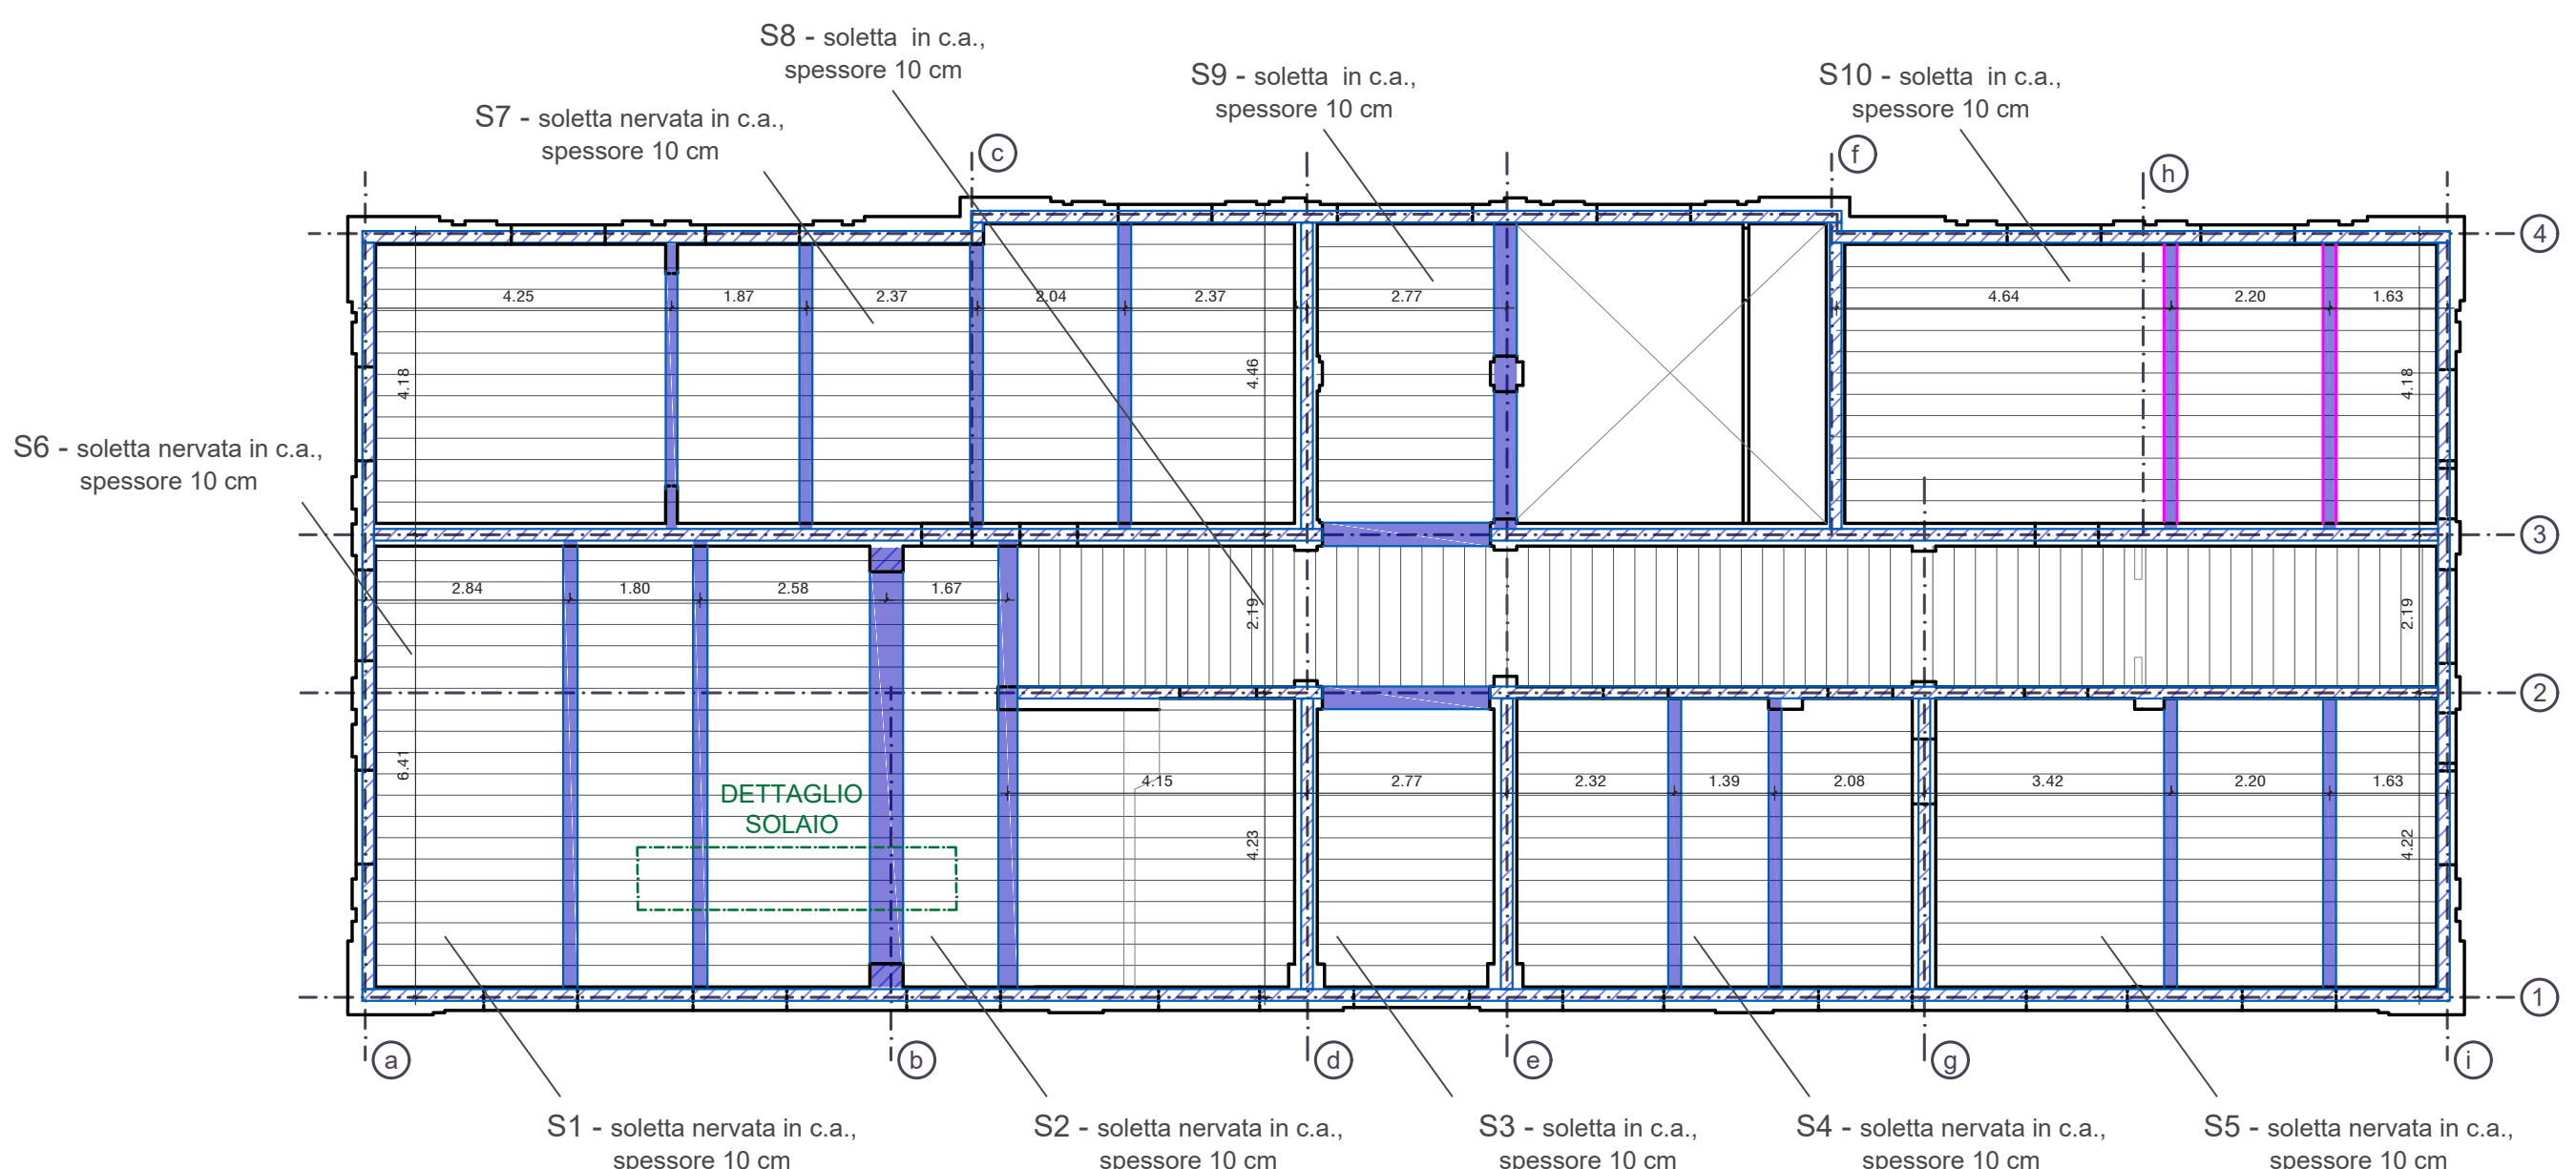 S8 - soletta in c.a.,
spessore 10 cm
S9 - soletta in c.a.,
spessore 10 cm
S10 - soletta in c.a.,
spessore 10 cm
S7 - soletta nervata in c.a.,
spessore 10 cm
c
f
h
4
4.25
1.87
2.37
2.04
2.37
2.77
4.64
2.20
1.63
4.18
4.46
4.18
S6 - soletta nervata in c.a.,
spessore 10 cm
3
2.84
1.80
2.58
1.67
2.19
2.19
2
6.41
DETTAGLIO
SOLAIO
4.15
2.77
2.32
1.39
2.08
3.42
2.20
1.63
4.23
4.22
1
a
b
d
e
g
i
S1 - soletta nervata in c.a.,
spessore 10 cm
S2 - soletta nervata in c.a.,
spessore 10 cm
S3 - soletta in c.a.,
spessore 10 cm
S4 - soletta nervata in c.a.,
spessore 10 cm
S5 - soletta nervata in c.a.,
spessore 10 cm